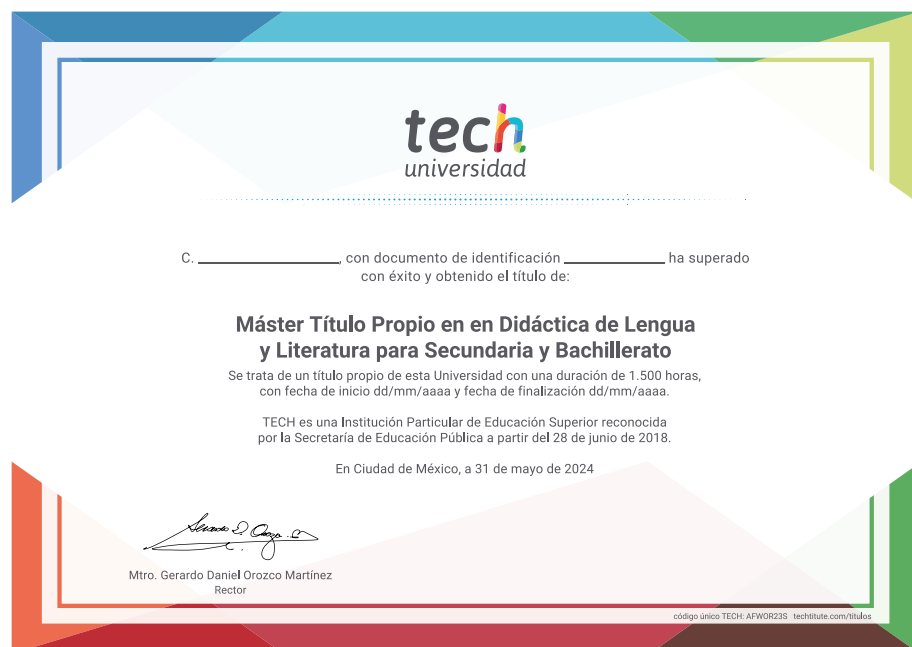 tech
universidad
C. ____________, con documento de identificación ____________ ha superado
con éxito y obtenido el título de:
Máster Título Propio en en Didáctica de Lengua
y Literatura para Secundaria y Bachillerato
Se trata de un título propio de esta Universidad con una duración de 1.500 horas,
con fecha de inicio dd/mm/aaaa y fecha de finalización dd/mm/aaaa.
TECH es una Institución Particular de Educación Superior reconocida
por la Secretaría de Educación Pública a partir del 28 de junio de 2018.
En Ciudad de México, a 31 de mayo de 2024
Mtro. Gerardo Daniel Orozco Martínez
Rector
código único TECH: AFWOR23S techtitute.com/titulos